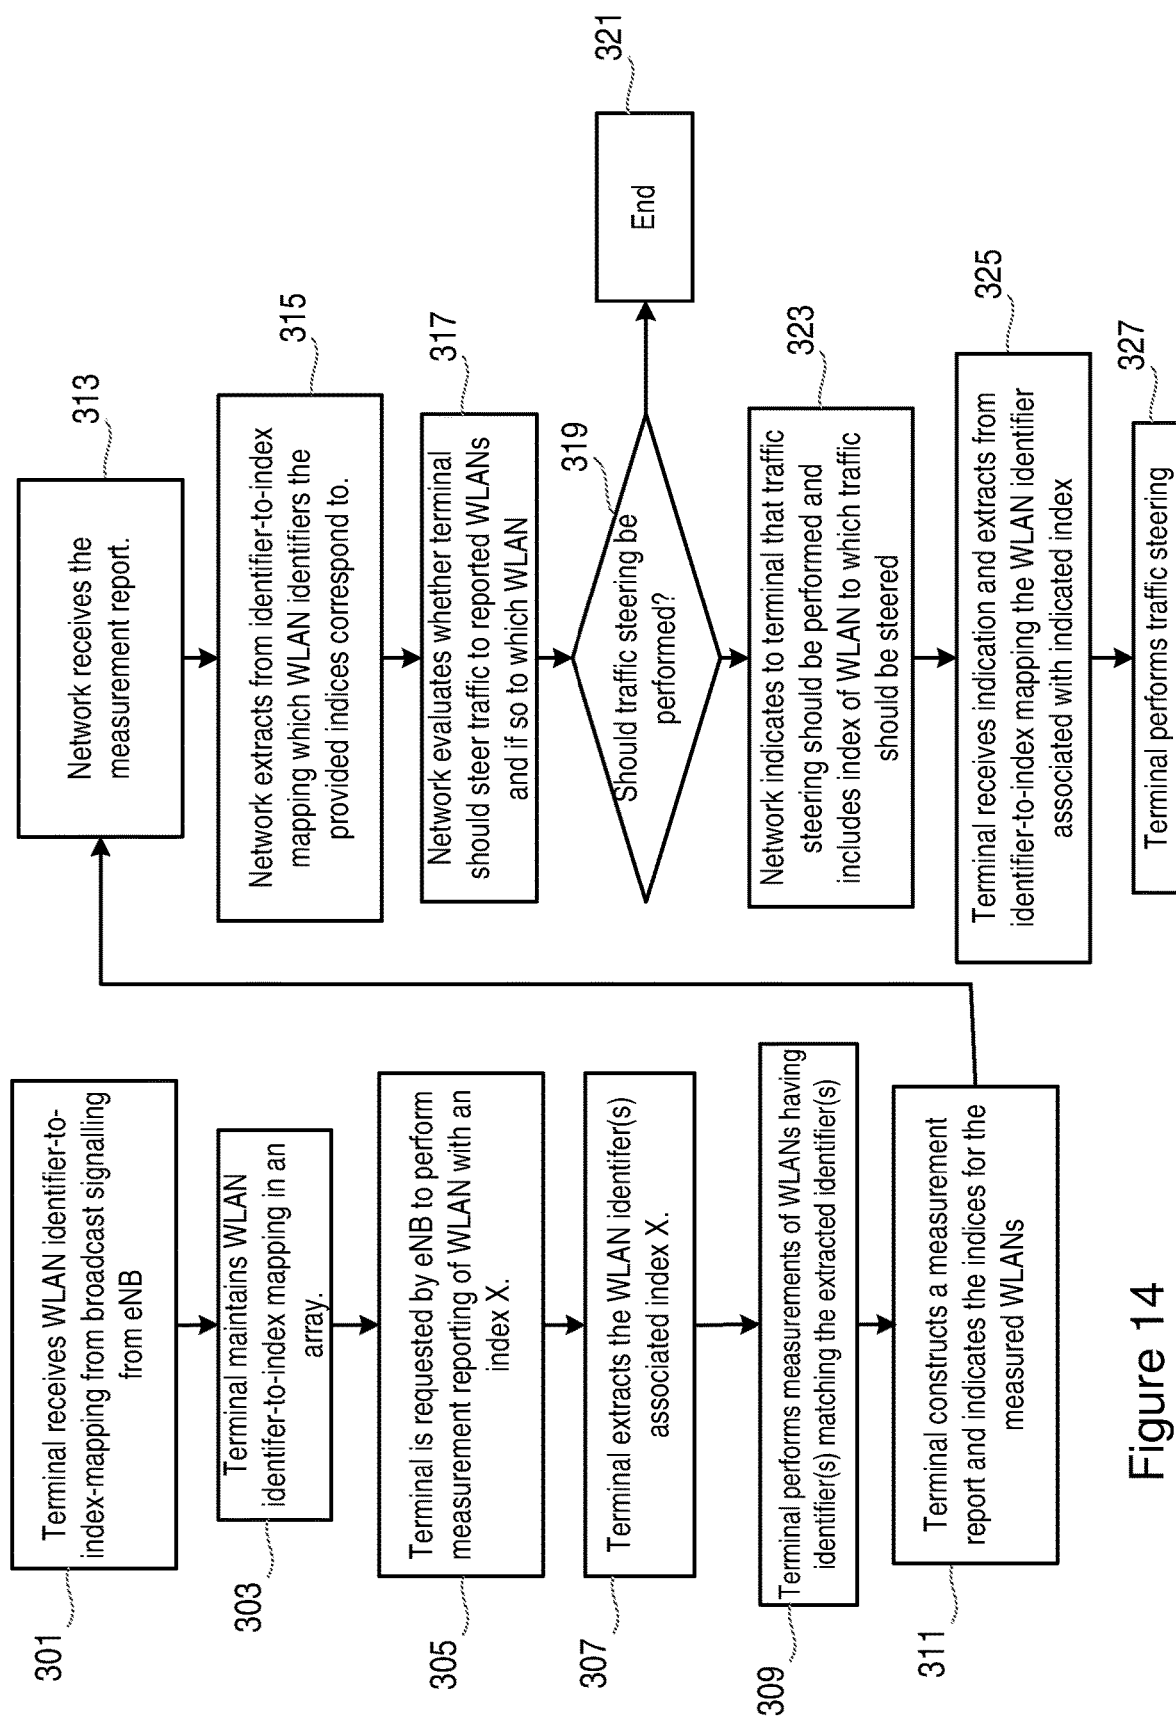 301
Terminal receives WLAN identifier-to-
index-mapping from broadcast signalling
from eNB
303
Terminal maintains WLAN
identifer-to-index mapping in an
array.
305
Terminal is requested by eNB to perform
measurement reporting of WLAN with an
index X.
307
Terminal extracts the WLAN identifer(s)
associated index X.
309
Terminal performs measurements of WLANs having
identifier(s) matching the extracted identifier(s)
311
Terminal constructs a measurement
report and indicates the indices for the
measured WLANs
313
Network receives the
measurement report.
315
Network extracts from identifier-to-index
mapping which WLAN identifiers the
provided indices correspond to.
317
Network evaluates whether terminal
should steer traffic to reported WLANs
and if so to which WLAN
319
Should traffic steering be
performed?
321
End
323
Network indicates to terminal that traffic
steering should be performed and
includes index of WLAN to which traffic
should be steered
325
Terminal receives indication and extracts from
identifier-to-index mapping the WLAN identifier
associated with indicated index
327
Terminal performs traffic steering
Figure 14